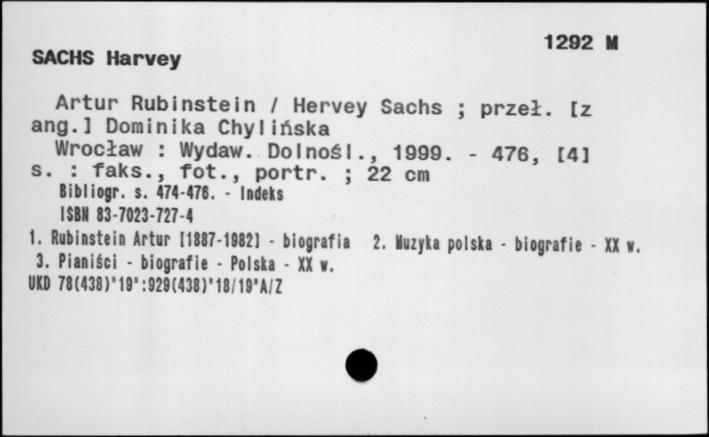 1292 M
SACHS Harvey
Artur Rubinstein / Hervey Sachs ; przeł. [z
ang.] Dominika Chylińska
Wrocław : Wydaw. Dolnośl., 1999. - 476, [4]
s. : faks., fot., portr. ; 22 cm
Bibliogr. s. 474-476. - Indeks
ISBN 83-7023-727-4
1. Rubinstein Artur [1887-1982] - biografia 2. Muzyka polska - biografie - XX w.
3. Pianiści - biografie - Polska - XX w.
UKD 78(438)"19":929(438)"18/19"A/Z